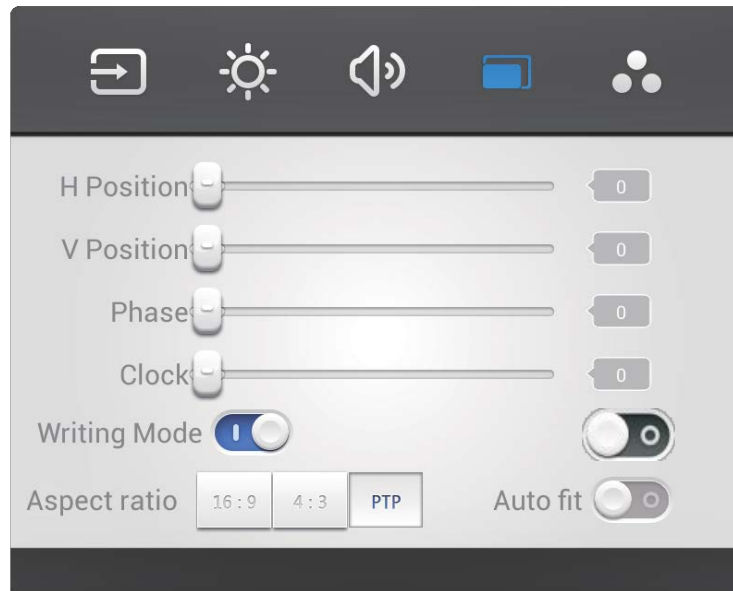 H Position 0
V Position 0
Phase 0
Clock 0
Writing Mode
Aspect ratio 16:9 4:3 PTP Auto fit